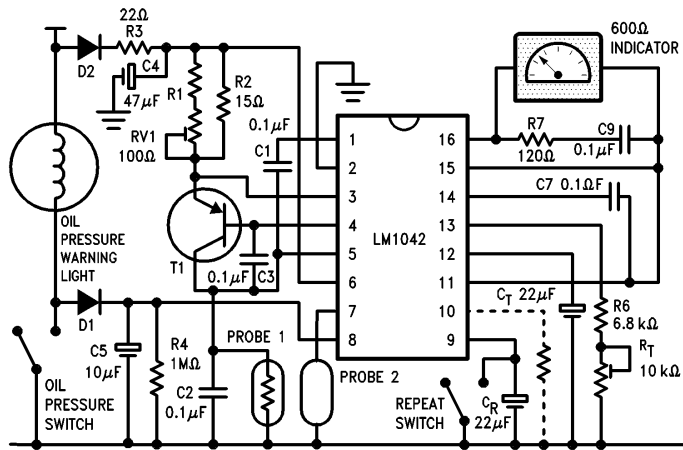 22Ω
R3
D2
C4
47μF
R1
R2
15Ω
RV1
100Ω
0.1μF
C1
600Ω
INDICATOR
R7
120Ω
C9
0.1μF
C7 0.1ΩF
1
2
3
4
5
6
7
8
16
15
14
13
12
11
10
9
LM1042
OIL
PRESSURE
WARNING
LIGHT
T1
0.1μF
C3
D1
C5
10μF
R4
1MΩ
C2
0.1μF
PROBE 1
PROBE 2
OIL
PRESSURE
SWITCH
REPEAT
SWITCH
CT 22μF
CR
22μF
R6
6.8 kΩ
RT
10 kΩ